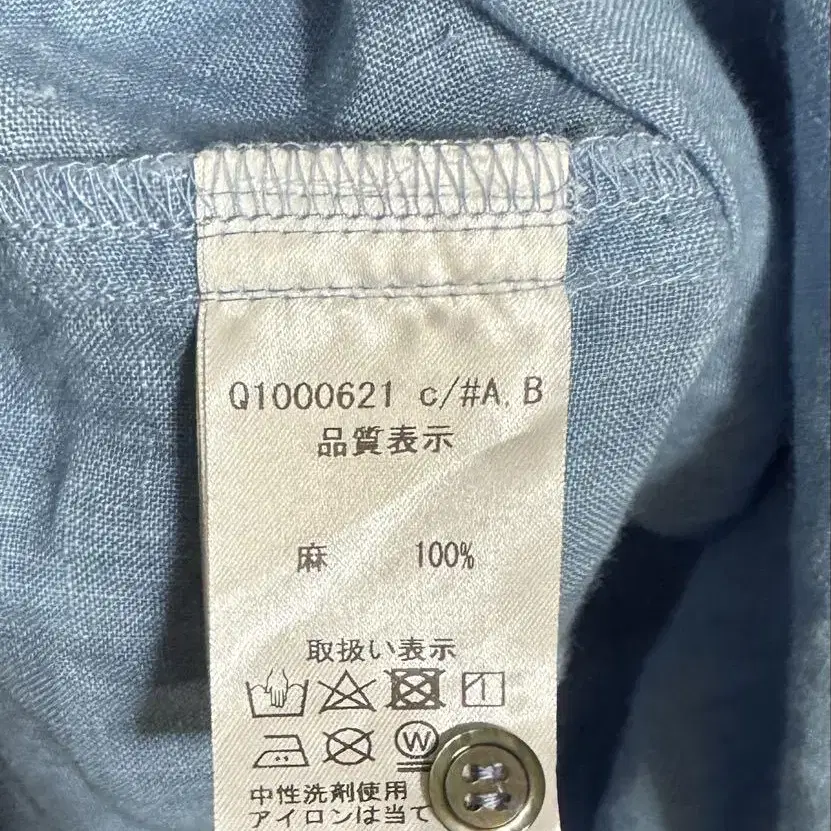 Q1000621 c/#A, B
品質表示
麻 100%
取扱い表示
W
中性洗剤使用
アイロンは当て